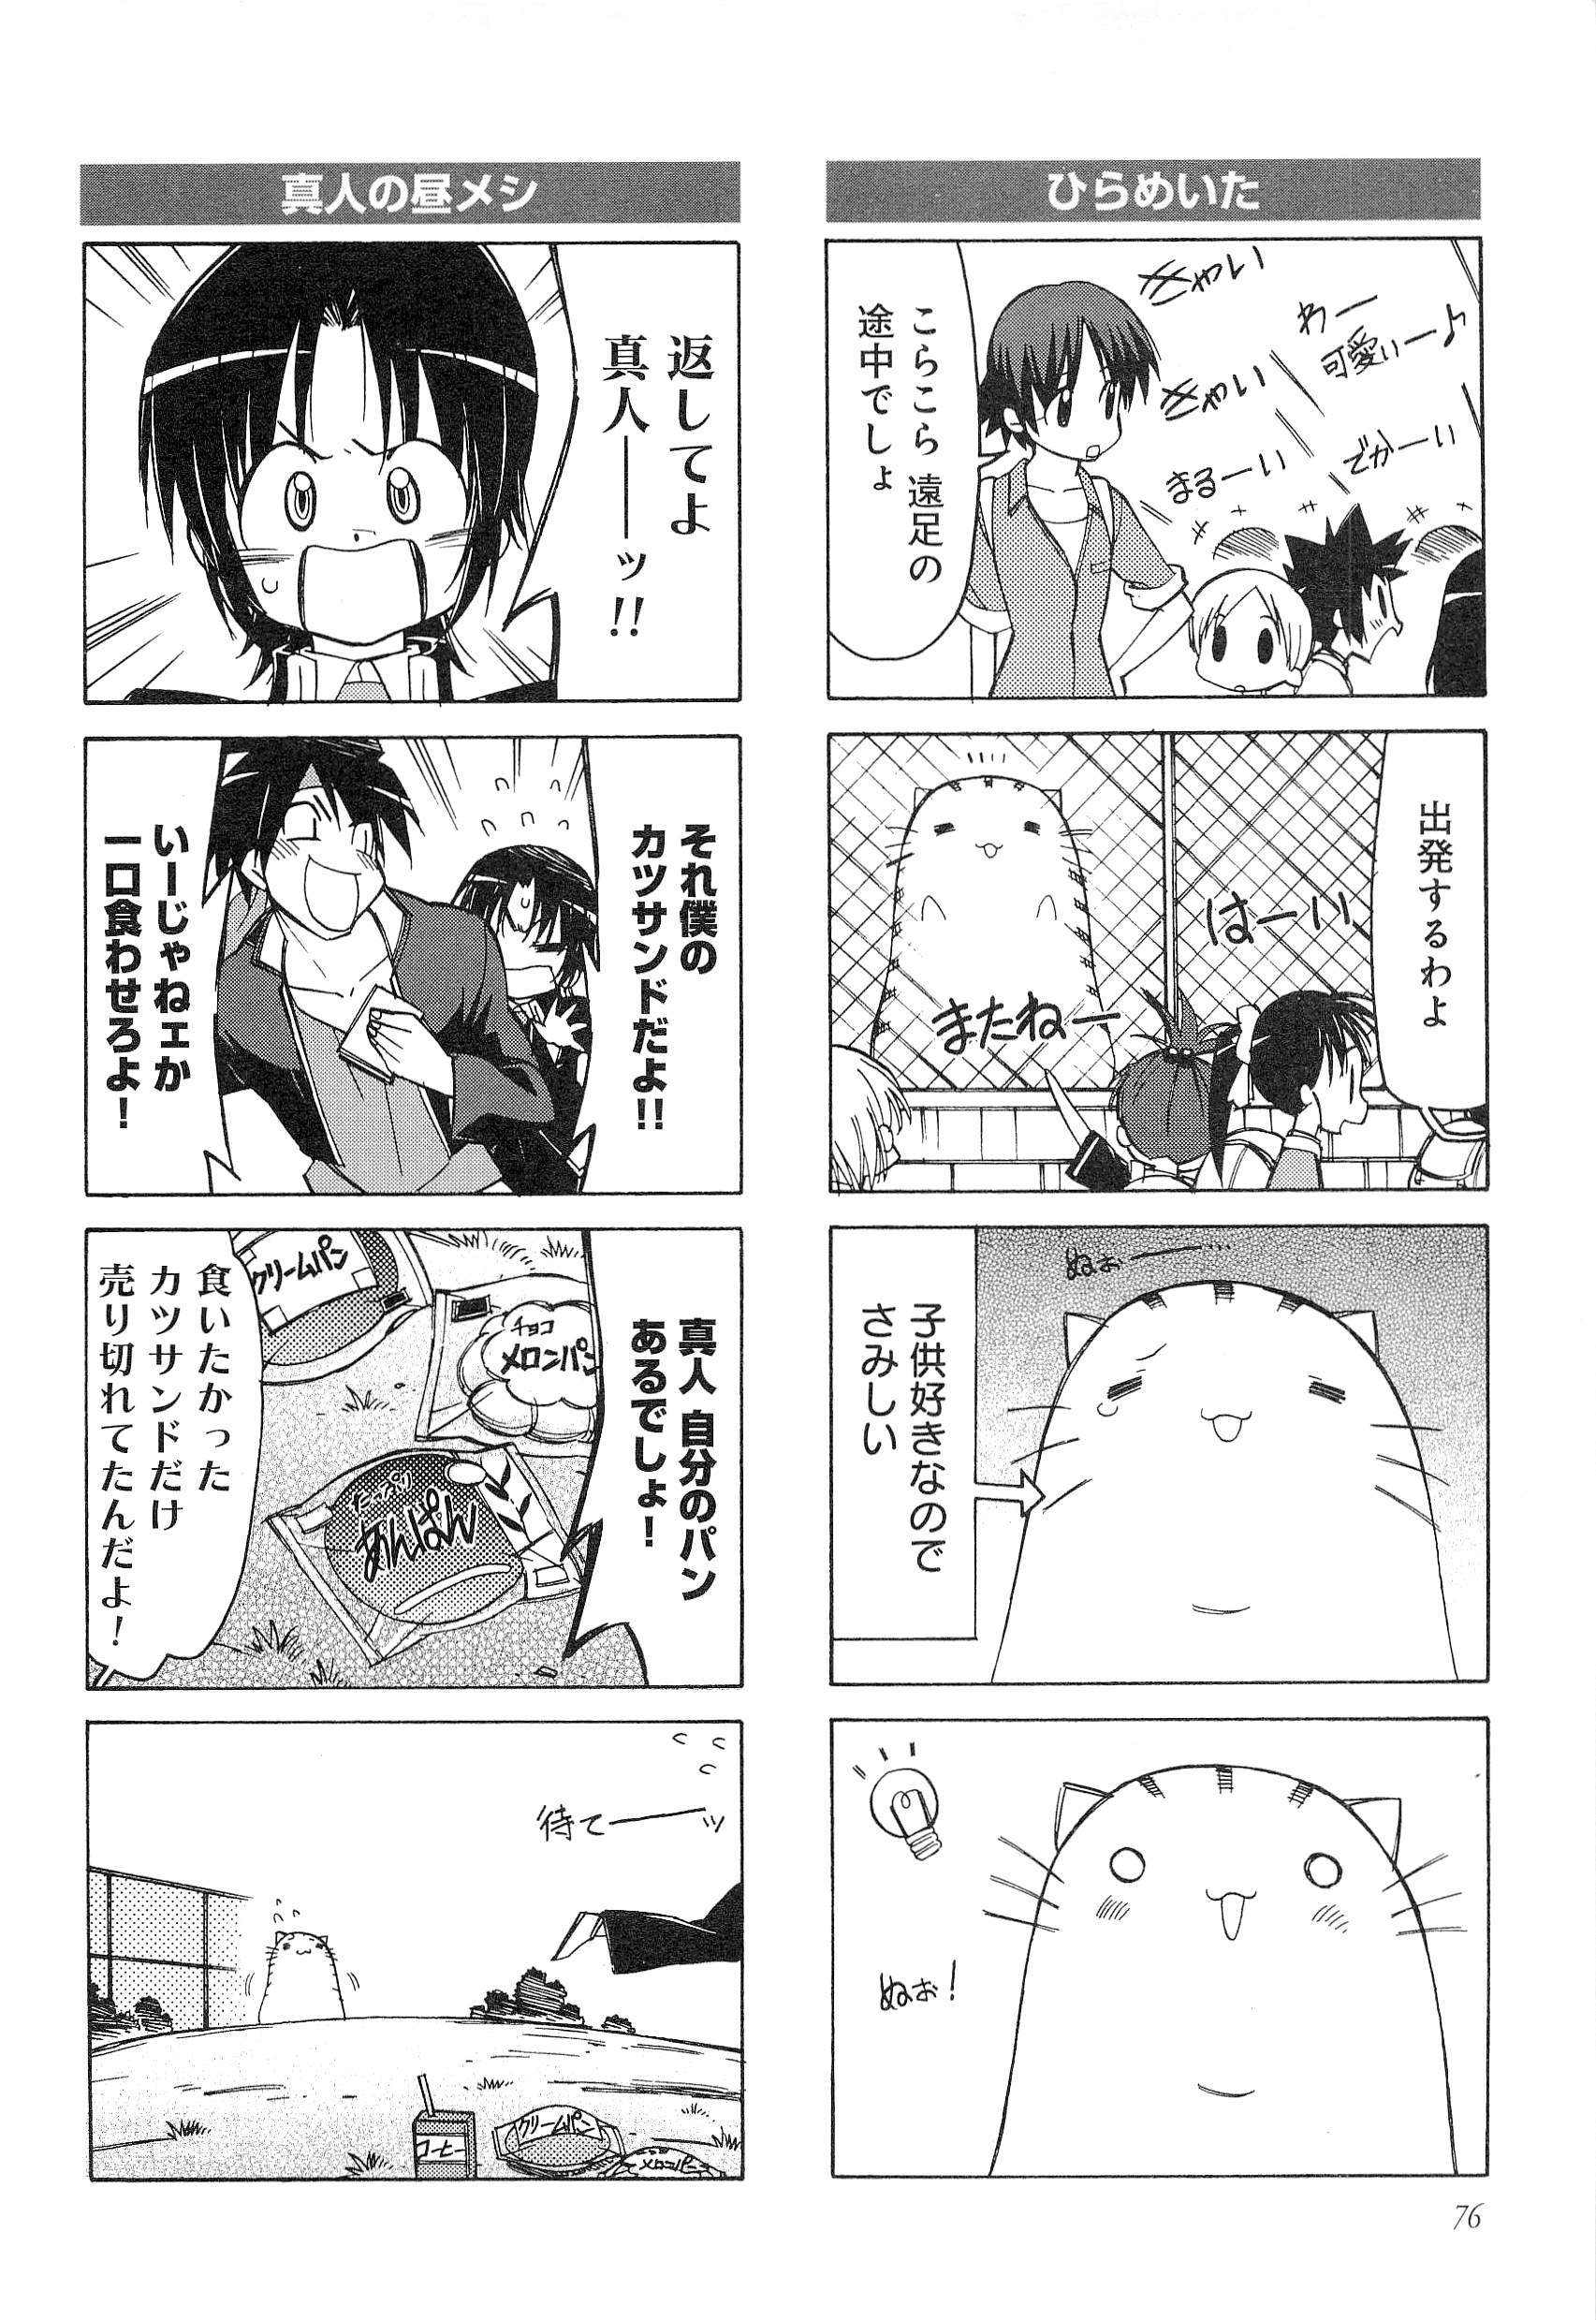 ひらめいた
きゃい
わー
可愛いー♪
きゃい
でかーい
まるーい
こらこら 遠足の
途中でしょ
出発するわよ
はーい
またねー
ぬぉー…
子供好きなので
さみしい
ぬぉ!
真人の昼メシ
返してよ
真人――ッ!!
それ僕の
カツサンドだよ!!
いーじゃねェか
一口食わせろよ!
真人 自分のパン
あるでしょ!
クリームパン
チョコ
メロンパン
たっぷり
あんぱん
食いたかった
カツサンドだけ
売り切れてたんだよ!
待て――ッ
コーヒー
クリームパン
メロンパン
76